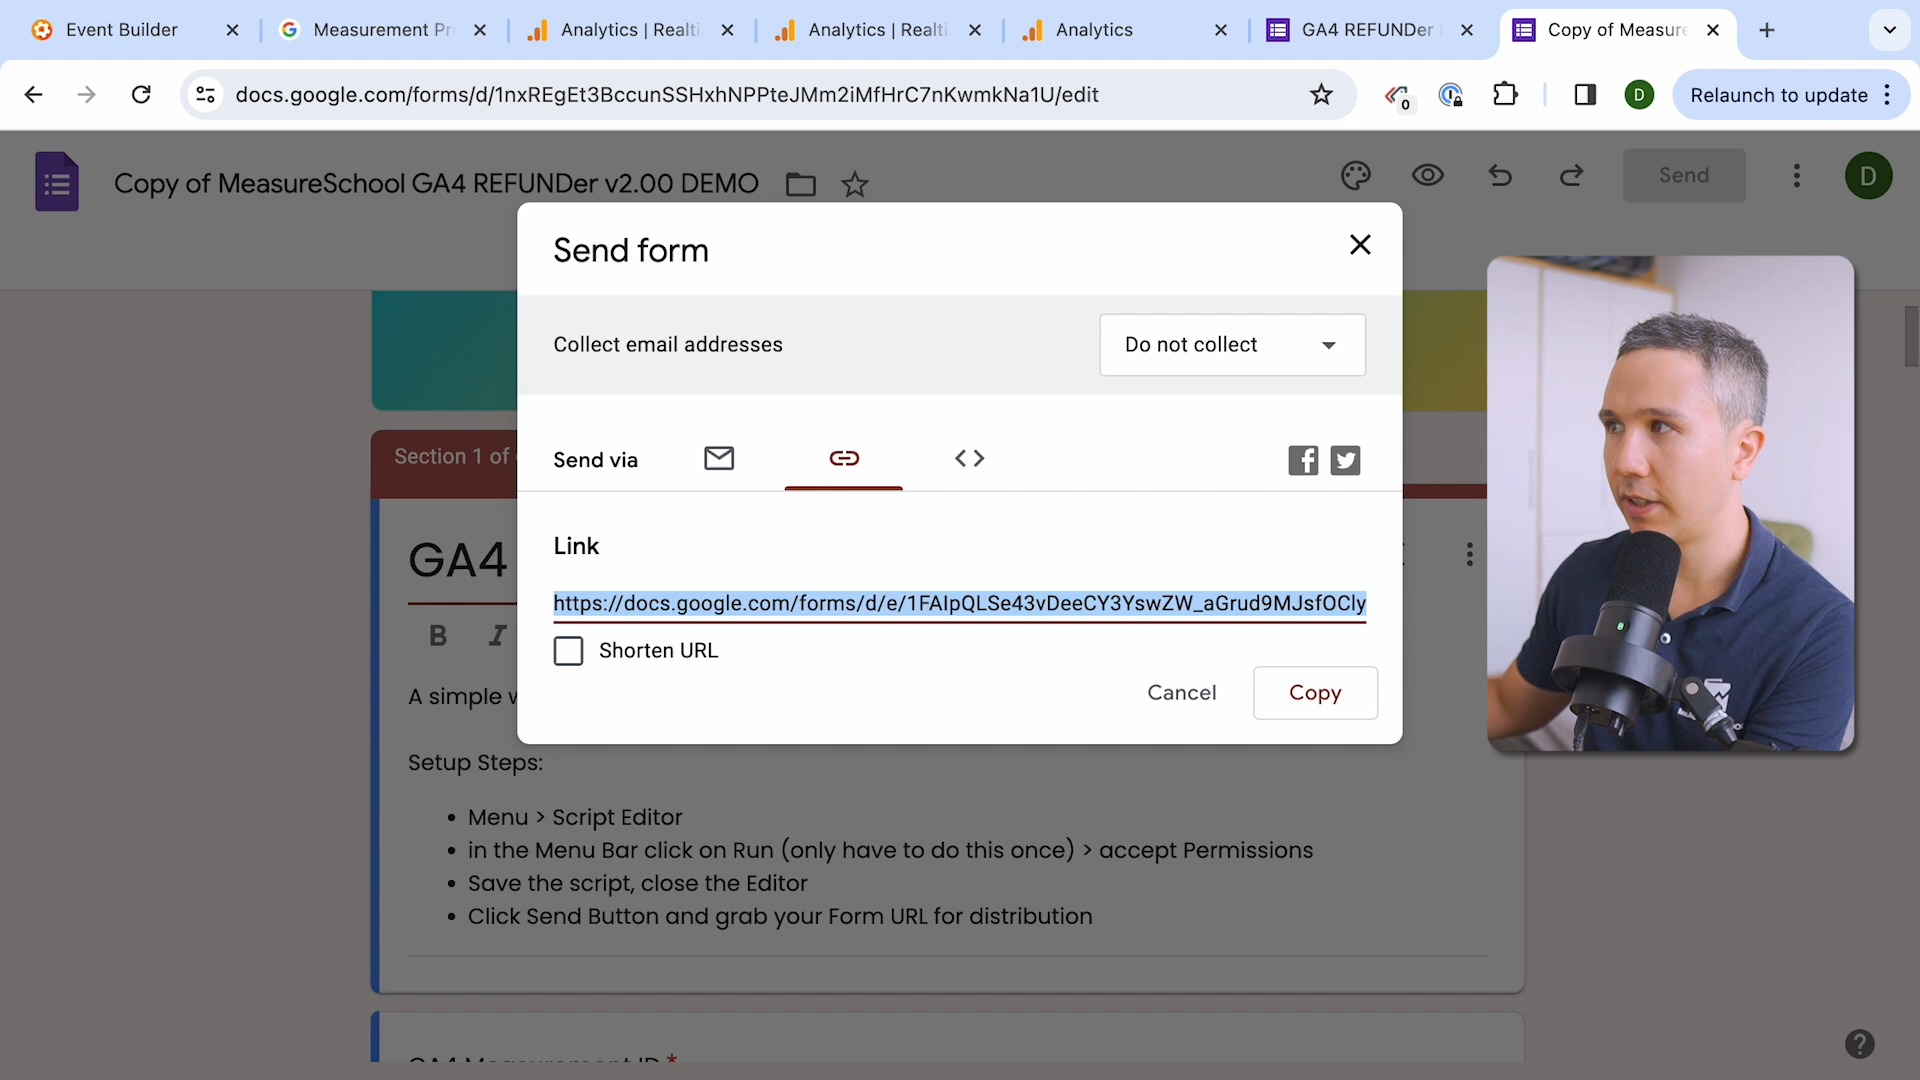 Event Builder
Measurement Pr
Analytics | Realti
Analytics | Realti
Analytics
GA4 REFUNDer
Copy of Measure
docs.google.com/forms/d/1nxREgEt3BccunSSHxhNPPteJMm2iMfHrC7nKwmkNa1U/edit
0
D
Relaunch to update
Copy of MeasureSchool GA4 REFUNDer v2.00 DEMO
Send
D
Send form
Collect email addresses
Do not collect
Section 1 of
Send via
GA4
Link
https://docs.google.com/forms/d/e/1FAIpQLSe43vDeeCY3YswZW_aGrud9MJsfOCly
B I
Shorten URL
A simple w
Cancel
Copy
Setup Steps:
• Menu > Script Editor
• in the Menu Bar click on Run (only have to do this once) > accept Permissions
• Save the script, close the Editor
• Click Send Button and grab your Form URL for distribution
GA4 Measurement ID *